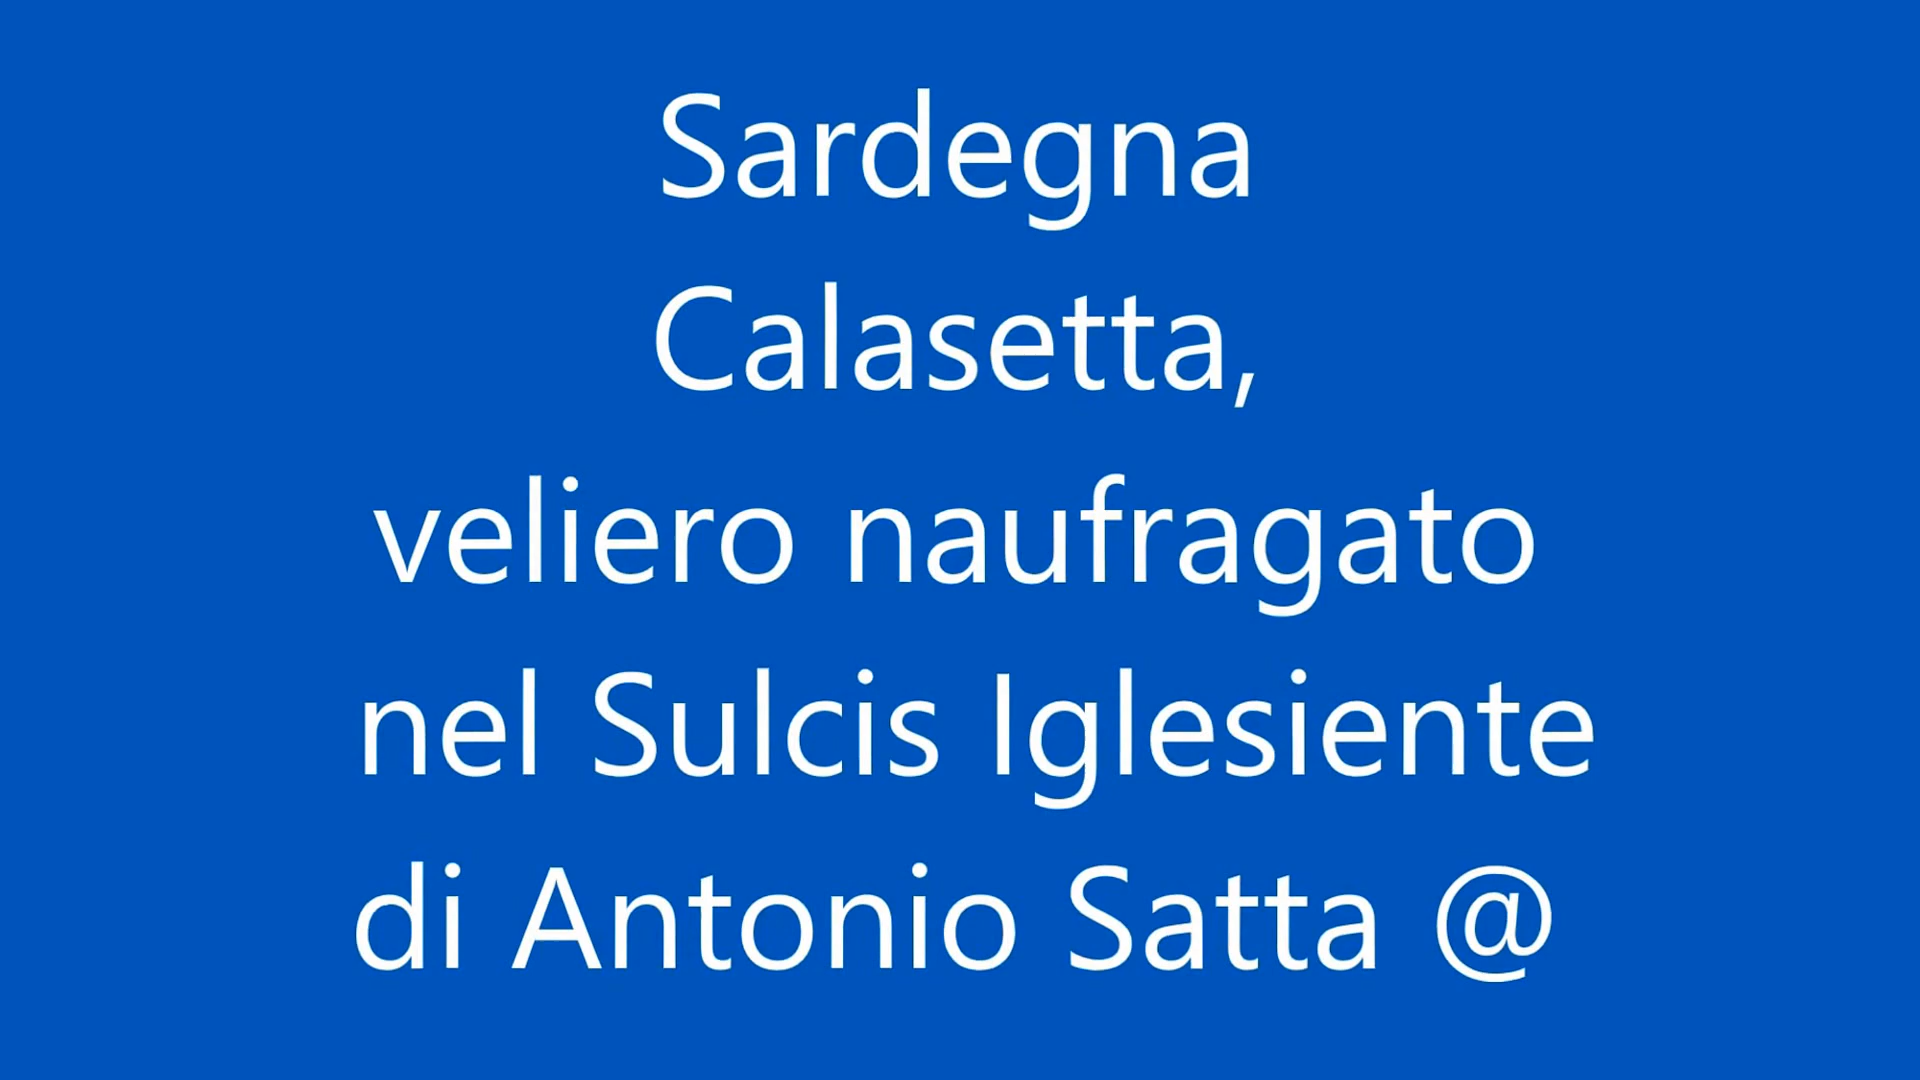 Sardegna
Calasetta,
veliero naufragato
nel Sulcis Iglesiente
di Antonio Satta @